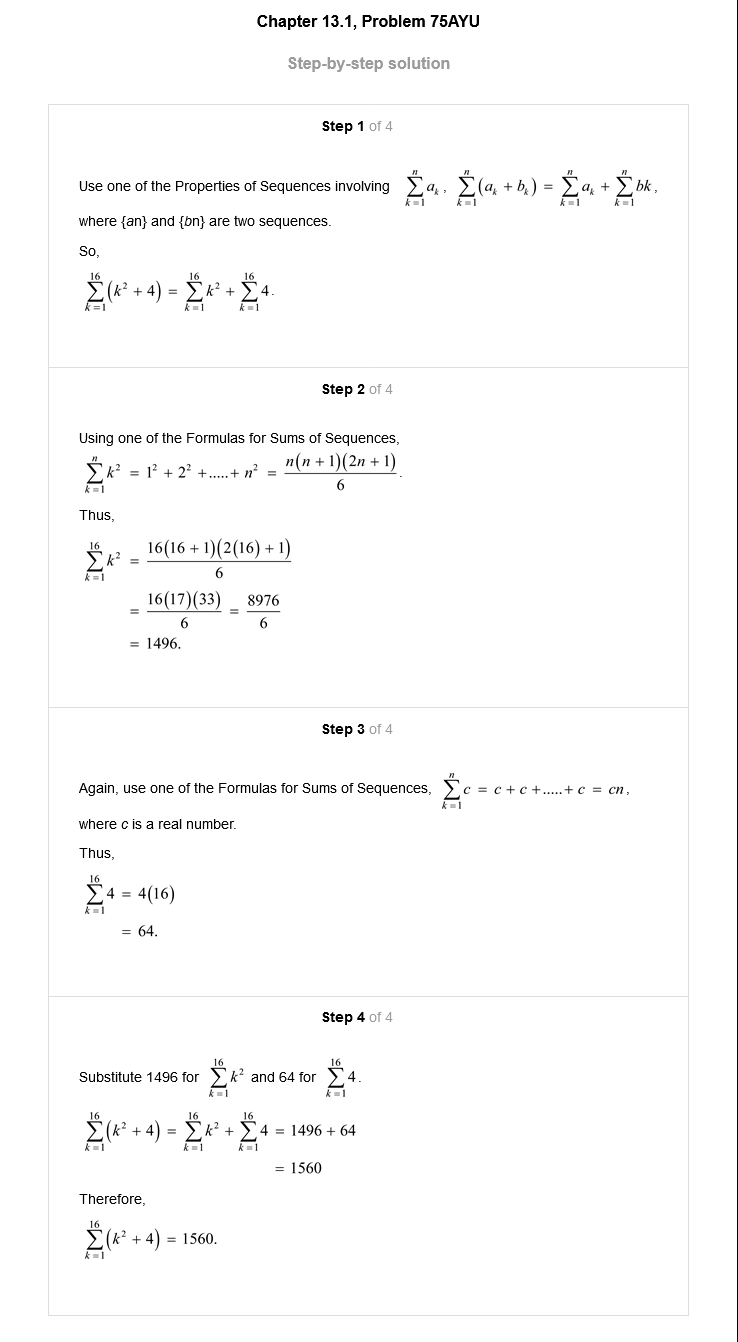 Chapter 13.1, Problem 75AYU
Step-by-step solution
Step 1 of 4
Use one of the Properties of Sequences involving $\sum_{k=1}^{n} a_k$, $\sum_{k=1}^{n}(a_k + b_k) = \sum_{k=1}^{n} a_k + \sum_{k=1}^{n} bk$,
where {an} and {bn} are two sequences.
So,
$\sum_{k=1}^{16}(k^2 + 4) = \sum_{k=1}^{16} k^2 + \sum_{k=1}^{16} 4$.
Step 2 of 4
Using one of the Formulas for Sums of Sequences,
$\sum_{k=1}^{n} k^2 = 1^2 + 2^2 + ..... + n^2 = \frac{n(n+1)(2n+1)}{6}$.
Thus,
$\sum_{k=1}^{16} k^2 = \frac{16(16+1)(2(16)+1)}{6}$
$= \frac{16(17)(33)}{6} = \frac{8976}{6}$
= 1496.
Step 3 of 4
Again, use one of the Formulas for Sums of Sequences, $\sum_{k=1}^{n} c = c + c + ..... + c = cn$,
where c is a real number.
Thus,
$\sum_{k=1}^{16} 4 = 4(16)$
= 64.
Step 4 of 4
Substitute 1496 for $\sum_{k=1}^{16} k^2$ and 64 for $\sum_{k=1}^{16} 4$.
$\sum_{k=1}^{16}(k^2 + 4) = \sum_{k=1}^{16} k^2 + \sum_{k=1}^{16} 4 = 1496 + 64$
= 1560
Therefore,
$\sum_{k=1}^{16}(k^2 + 4) = 1560$.